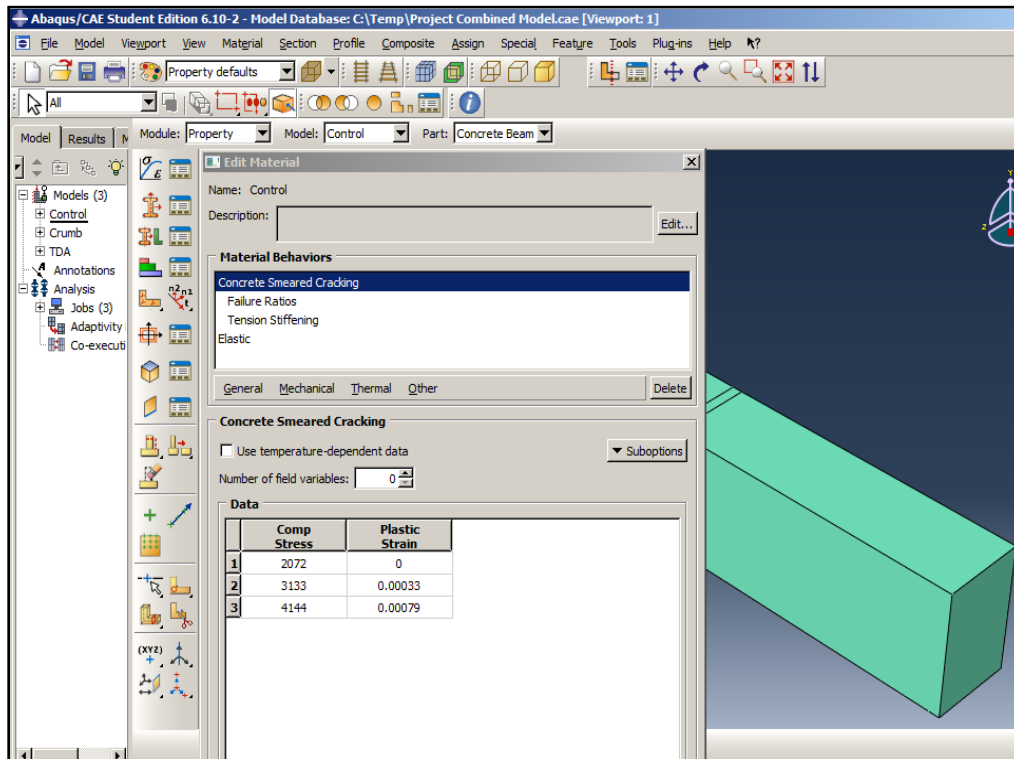 Abaqus/CAE Student Edition 6.10-2 - Model Database: C:\Temp\Project Combined Model.cae [Viewport: 1]
File Model Viewport View Material Section Profile Composite Assign Special Feature Tools Plug-ins Help
Property defaults
All
Model Results
Module: Property Model: Control Part: Concrete Beam
Models (3)
Control
Crumb
TDA
Annotations
Analysis
Jobs (3)
Adaptivity
Co-executi
σ
ε
n2 n1
t
(XYZ)
Edit Material
Name: Control
Description:
Edit...
Material Behaviors
Concrete Smeared Cracking
Failure Ratios
Tension Stiffening
Elastic
General Mechanical Thermal Other Delete
Concrete Smeared Cracking
Use temperature-dependent data
Suboptions
Number of field variables: 0
Data
Comp Stress Plastic Strain
1 2072 0
2 3133 0.00033
3 4144 0.00079
Y
Z